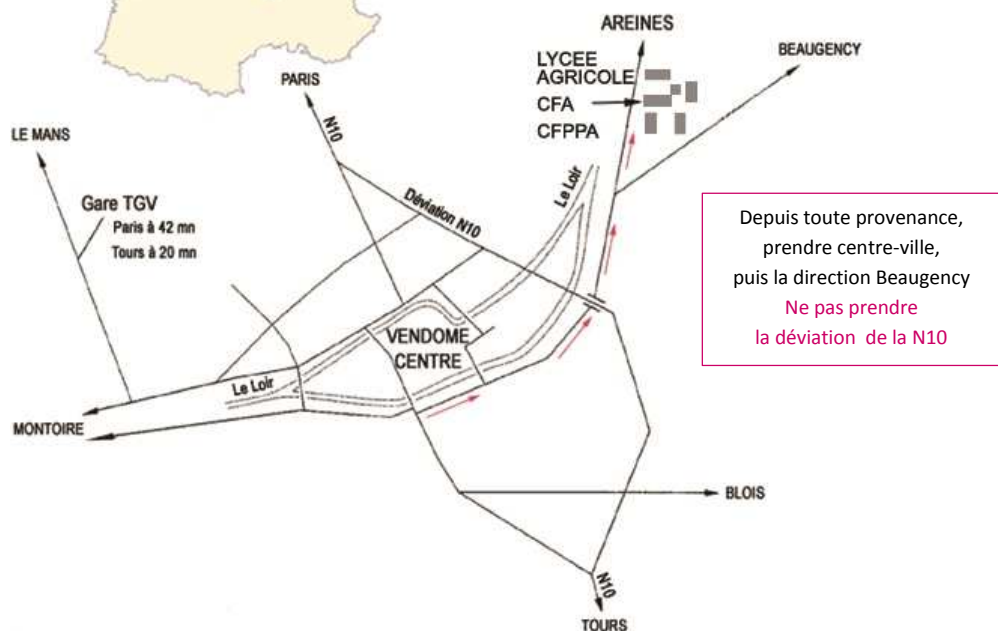 AREINES
BEAUGENCY
LYCEE
AGRICOLE
CFA
CFPPA
PARIS
N10
LE MANS
Gare TGV
Paris à 42 mn
Tours à 20 mn
Déviation N10
Le Loir
Depuis toute provenance,
prendre centre-ville,
puis la direction Beaugency
Ne pas prendre
la déviation de la N10
VENDOME
CENTRE
Le Loir
MONTOIRE
BLOIS
N10
TOURS